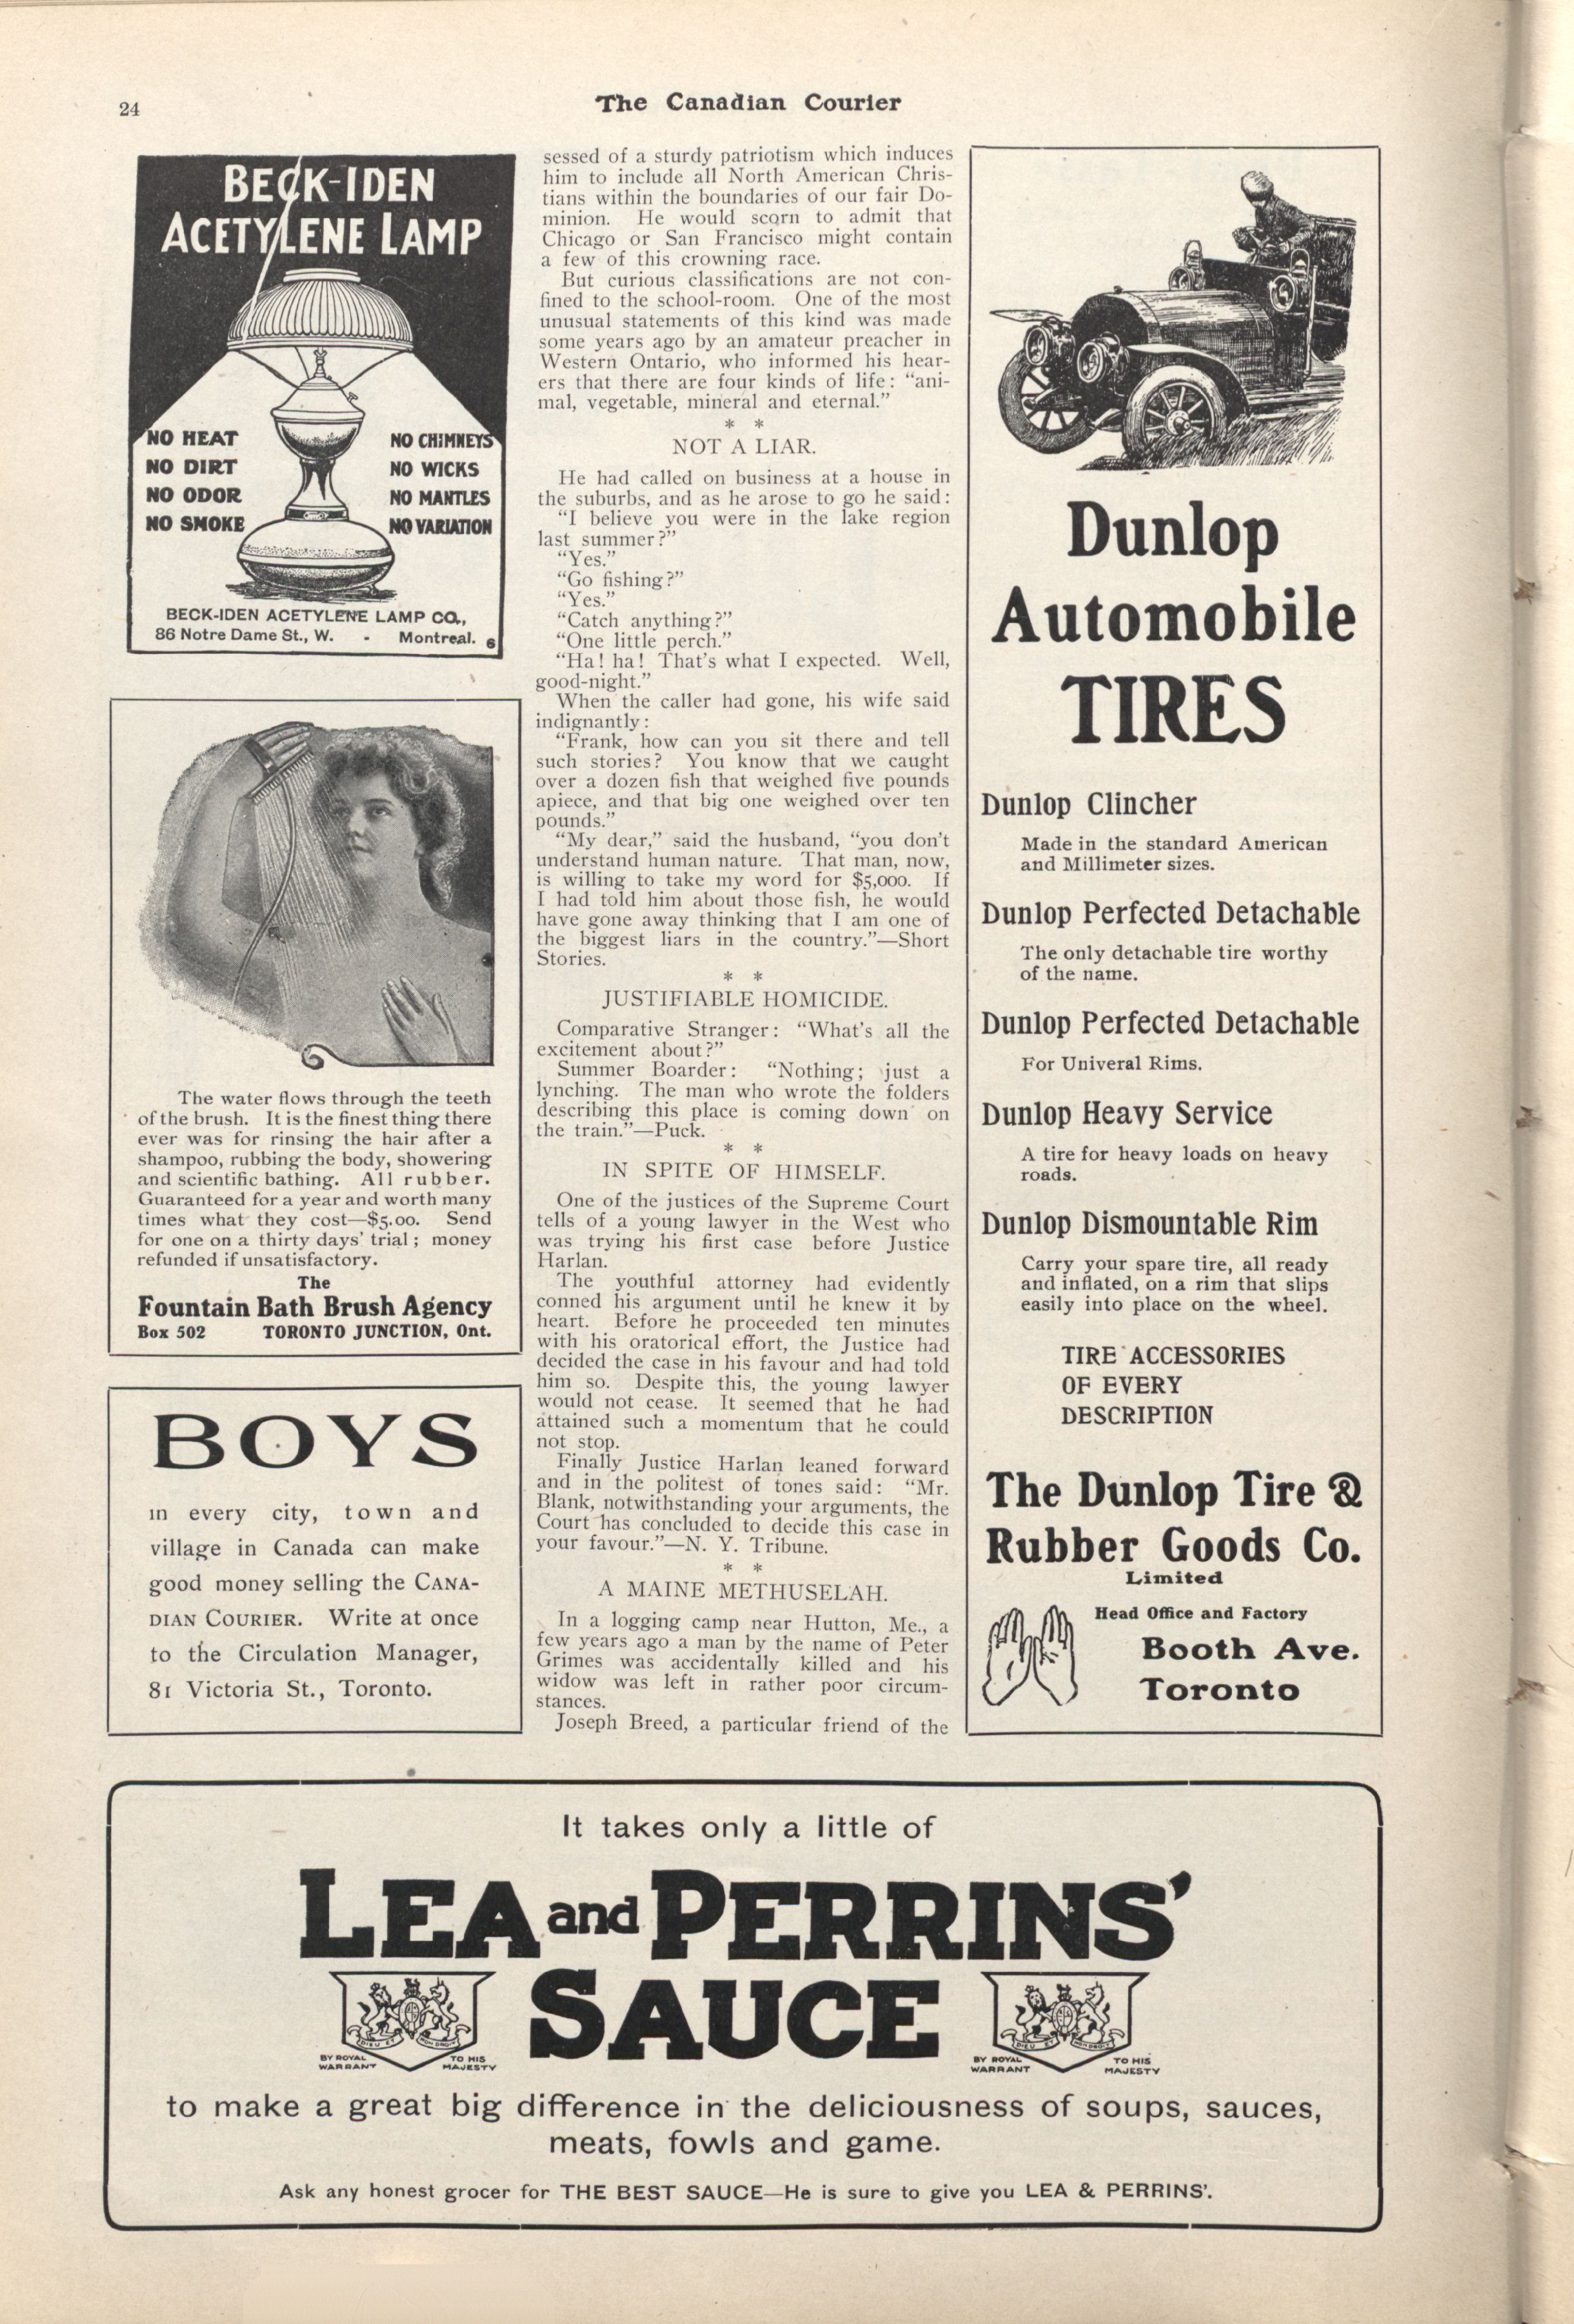 24
The Canadian Courier
BECK-IDEN
ACETYLENE LAMP
NO HEAT
NO DIRT
NO ODOR
NO SMOKE
NO CHIMNEYS
NO WICKS
NO MANTLES
NO VARIATION
BECK-IDEN ACETYLENE LAMP CO.,
86 Notre Dame St., W. - Montreal. 6
The water flows through the teeth
of the brush. It is the finest thing there
ever was for rinsing the hair after a
shampoo, rubbing the body, showering
and scientific bathing. All rubber.
Guaranteed for a year and worth many
times what they cost—$5.00. Send
for one on a thirty days' trial; money
refunded if unsatisfactory.
The
Fountain Bath Brush Agency
Box 502 TORONTO JUNCTION, Ont.
BOYS
in every city, town and
village in Canada can make
good money selling the CANA-
DIAN COURIER. Write at once
to the Circulation Manager,
81 Victoria St., Toronto.
sessed of a sturdy patriotism which induces
him to include all North American Chris-
tians within the boundaries of our fair Do-
minion. He would scorn to admit that
Chicago or San Francisco might contain
a few of this crowning race.
But curious classifications are not con-
fined to the school-room. One of the most
unusual statements of this kind was made
some years ago by an amateur preacher in
Western Ontario, who informed his hear-
ers that there are four kinds of life: “ani-
mal, vegetable, mineral and eternal.”
* *
NOT A LIAR.
He had called on business at a house in
the suburbs, and as he arose to go he said:
“I believe you were in the lake region
last summer?”
“Yes.”
“Go fishing?”
“Yes.”
“Catch anything?”
“One little perch.”
“Ha! ha! That's what I expected. Well,
good-night.”
When the caller had gone, his wife said
indignantly:
“Frank, how can you sit there and tell
such stories? You know that we caught
over a dozen fish that weighed five pounds
apiece, and that big one weighed over ten
pounds.”
“My dear,” said the husband, “you don't
understand human nature. That man, now,
is willing to take my word for $5,000. If
I had told him about those fish, he would
have gone away thinking that I am one of
the biggest liars in the country.”—Short
Stories.
* *
JUSTIFIABLE HOMICIDE.
Comparative Stranger: “What's all the
excitement about?”
Summer Boarder: “Nothing; just a
lynching. The man who wrote the folders
describing this place is coming down on
the train.”—Puck.
* *
IN SPITE OF HIMSELF.
One of the justices of the Supreme Court
tells of a young lawyer in the West who
was trying his first case before Justice
Harlan.
The youthful attorney had evidently
conned his argument until he knew it by
heart. Before he proceeded ten minutes
with his oratorical effort, the Justice had
decided the case in his favour and had told
him so. Despite this, the young lawyer
would not cease. It seemed that he had
attained such a momentum that he could
not stop.
Finally Justice Harlan leaned forward
and in the politest of tones said: “Mr.
Blank, notwithstanding your arguments, the
Court has concluded to decide this case in
your favour.”—N. Y. Tribune.
* *
A MAINE METHUSELAH.
In a logging camp near Hutton, Me., a
few years ago a man by the name of Peter
Grimes was accidentally killed and his
widow was left in rather poor circum-
stances.
Joseph Breed, a particular friend of the
Dunlop
Automobile
TIRES
Dunlop Clincher
Made in the standard American
and Millimeter sizes.
Dunlop Perfected Detachable
The only detachable tire worthy
of the name.
Dunlop Perfected Detachable
For Univeral Rims.
Dunlop Heavy Service
A tire for heavy loads on heavy
roads.
Dunlop Dismountable Rim
Carry your spare tire, all ready
and inflated, on a rim that slips
easily into place on the wheel.
TIRE ACCESSORIES
OF EVERY
DESCRIPTION
The Dunlop Tire &
Rubber Goods Co.
Limited
Head Office and Factory
Booth Ave.
Toronto
It takes only a little of
LEA and PERRINS'
SAUCE
BY ROYAL WARRANT
TO HIS MAJESTY
BY ROYAL WARRANT
TO HIS MAJESTY
to make a great big difference in the deliciousness of soups, sauces,
meats, fowls and game.
Ask any honest grocer for THE BEST SAUCE—He is sure to give you LEA & PERRINS'.